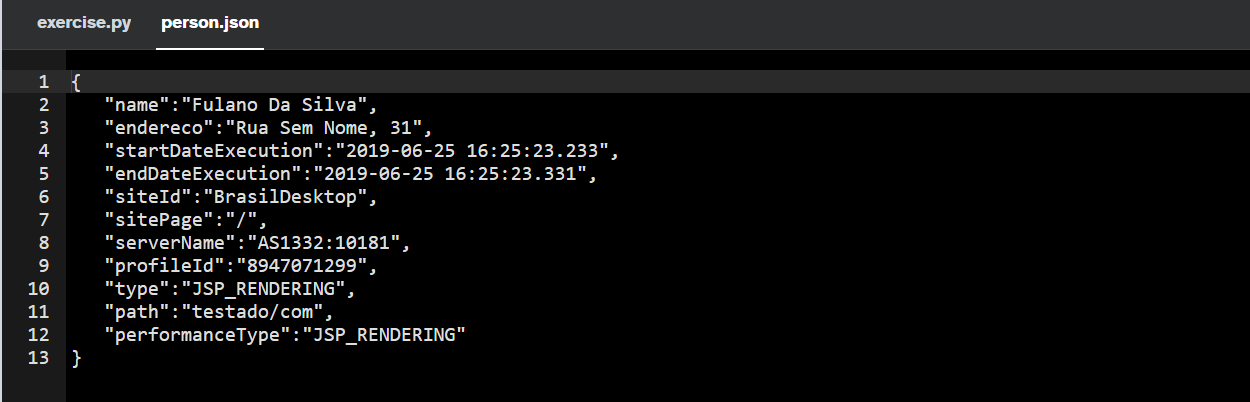 exercise.py person.json
1 {
2 "name":"Fulano Da Silva",
3 "endereco":"Rua Sem Nome, 31",
4 "startDateExecution":"2019-06-25 16:25:23.233",
5 "endDateExecution":"2019-06-25 16:25:23.331",
6 "siteId":"BrasilDesktop",
7 "sitePage":"/",
8 "serverName":"AS1332:10181",
9 "profileId":"8947071299",
10 "type":"JSP_RENDERING",
11 "path":"testado/com",
12 "performanceType":"JSP_RENDERING"
13 }